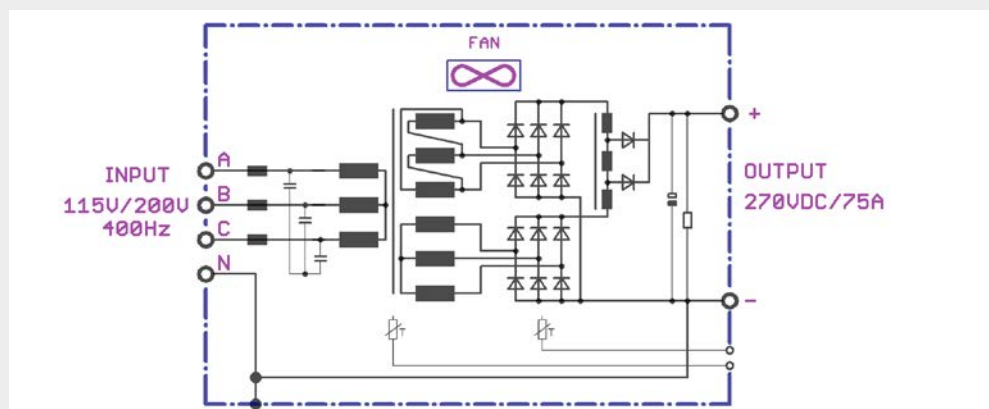 FAN
INPUT
115V/200V
400Hz
A
B
C
N
+
OUTPUT
270VDC/75A
-
T
T